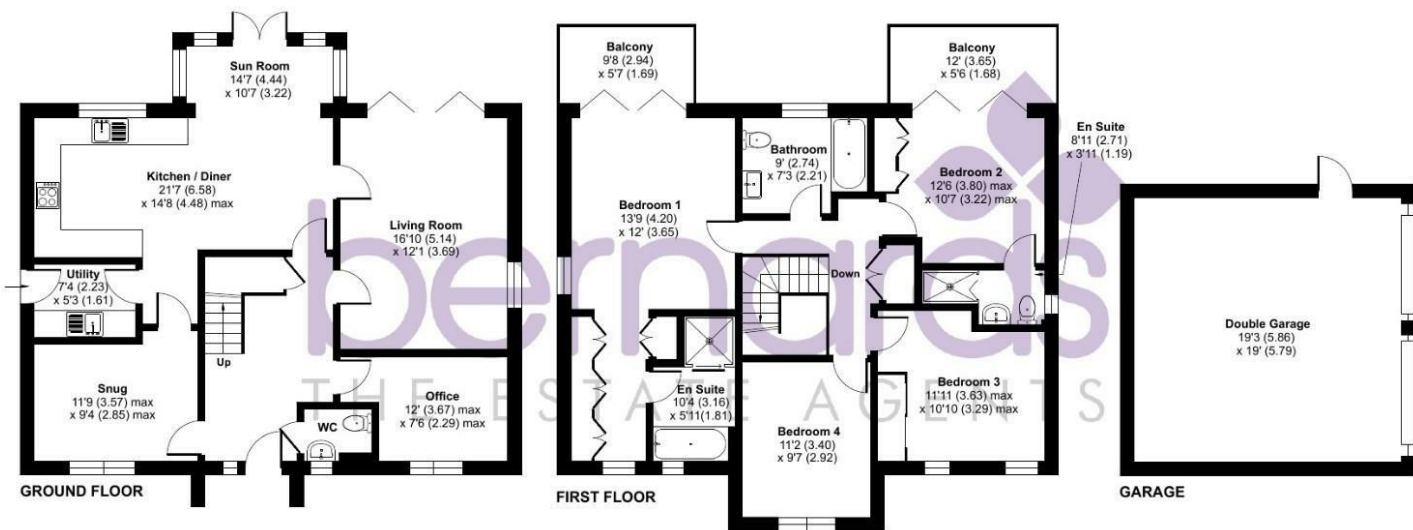 Sun Room
14'7 (4.44)
x 10'7 (3.22)
Kitchen / Diner
21'7 (6.58)
x 14'8 (4.48) max
Living Room
16'10 (5.14)
x 12'1 (3.69)
Utility
7'4 (2.23)
x 5'3 (1.61)
Up
Snug
11'9 (3.57) max
x 9'4 (2.85) max
WC
Office
12' (3.67) max
x 7'6 (2.29) max
GROUND FLOOR
Balcony
9'8 (2.94)
x 5'7 (1.69)
Balcony
12' (3.65)
x 5'6 (1.68)
En Suite
8'11 (2.71)
x 3'11 (1.19)
Bathroom
9' (2.74)
x 7'3 (2.21)
Bedroom 2
12'6 (3.80) max
x 10'7 (3.22) max
Bedroom 1
13'9 (4.20)
x 12' (3.65)
Down
En Suite
10'4 (3.16)
x 5'11(1.81)
Bedroom 3
11'11 (3.63) max
x 10'10 (3.29) max
Bedroom 4
11'2 (3.40)
x 9'7 (2.92)
FIRST FLOOR
Double Garage
19'3 (5.86)
x 19' (5.79)
GARAGE
bernards
THE ESTATE AGENTS